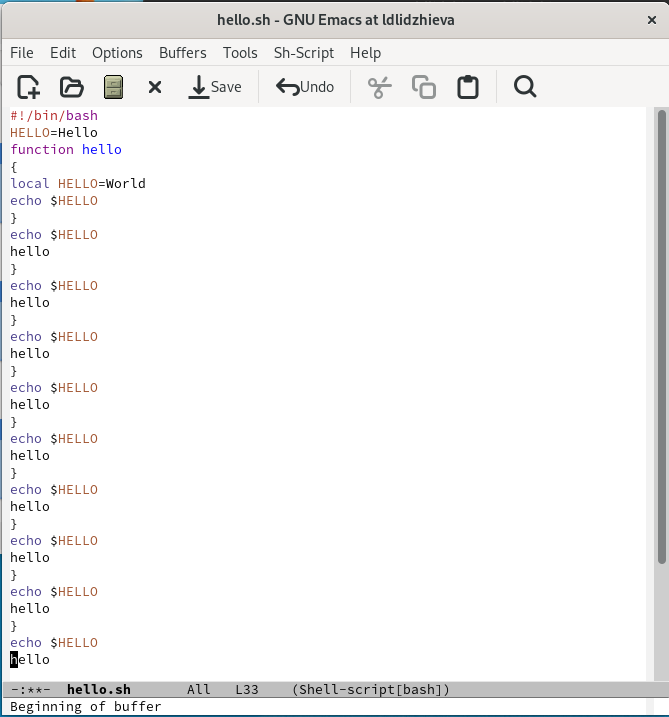 hello.sh - GNU Emacs at ldlidzhieva
File Edit Options Buffers Tools Sh-Script Help
Save Undo
#!/bin/bash
HELLO=Hello
function hello
{
local HELLO=World
echo $HELLO
}
echo $HELLO
hello
}
echo $HELLO
hello
}
echo $HELLO
hello
}
echo $HELLO
hello
}
echo $HELLO
hello
}
echo $HELLO
hello
}
echo $HELLO
hello
}
echo $HELLO
hello
}
echo $HELLO
hello
-:**- hello.sh All L33 (Shell-script[bash])
Beginning of buffer